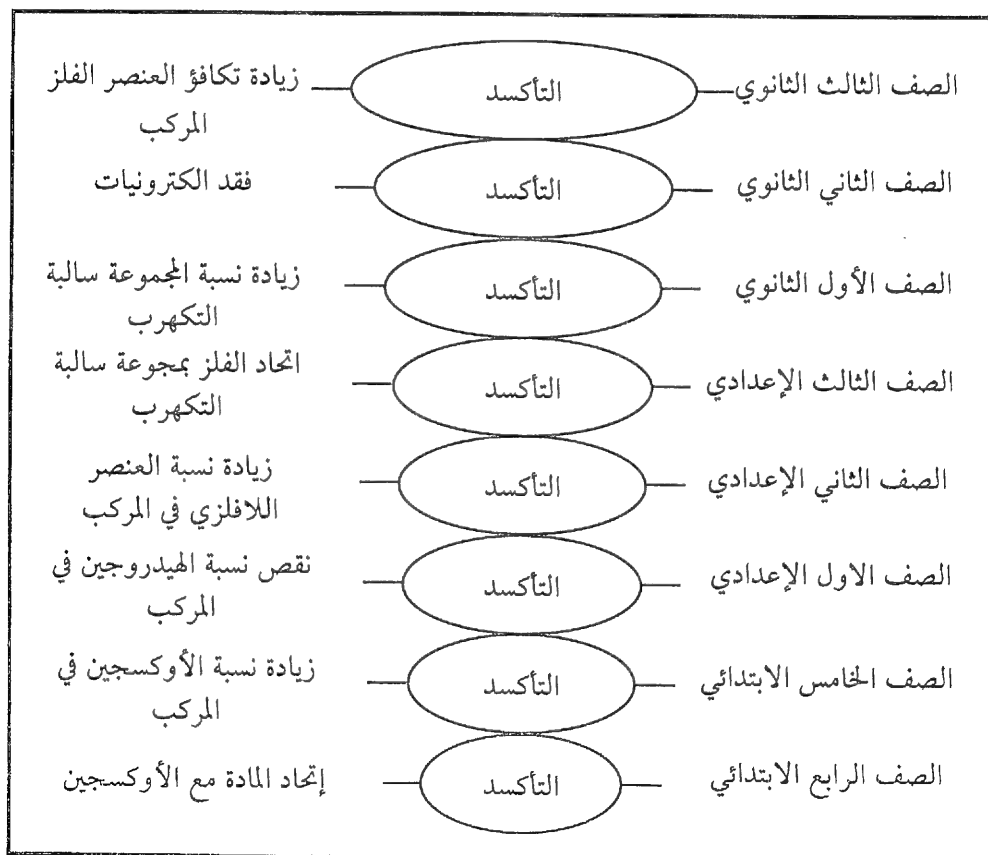 الصف الثالث الثانوي التأكسد زيادة تكافؤ العنصر الفلز
المركب
الصف الثاني الثانوي التأكسد فقد الكترونيات
الصف الأول الثانوي التأكسد زيادة نسبة المجموعة سالبة
التكهرب
الصف الثالث الإعدادي التأكسد اتحاد الفلز بمجوعة سالبة
التكهرب
الصف الثاني الإعدادي التأكسد زيادة نسبة العنصر
اللافلزي في المركب
الصف الاول الإعدادي التأكسد نقص نسبة الهيدروجين في
المركب
الصف الخامس الابتدائي التأكسد زيادة نسبة الأوكسجين في
المركب
الصف الرابع الابتدائي التأكسد إتحاد المادة مع الأوكسجين